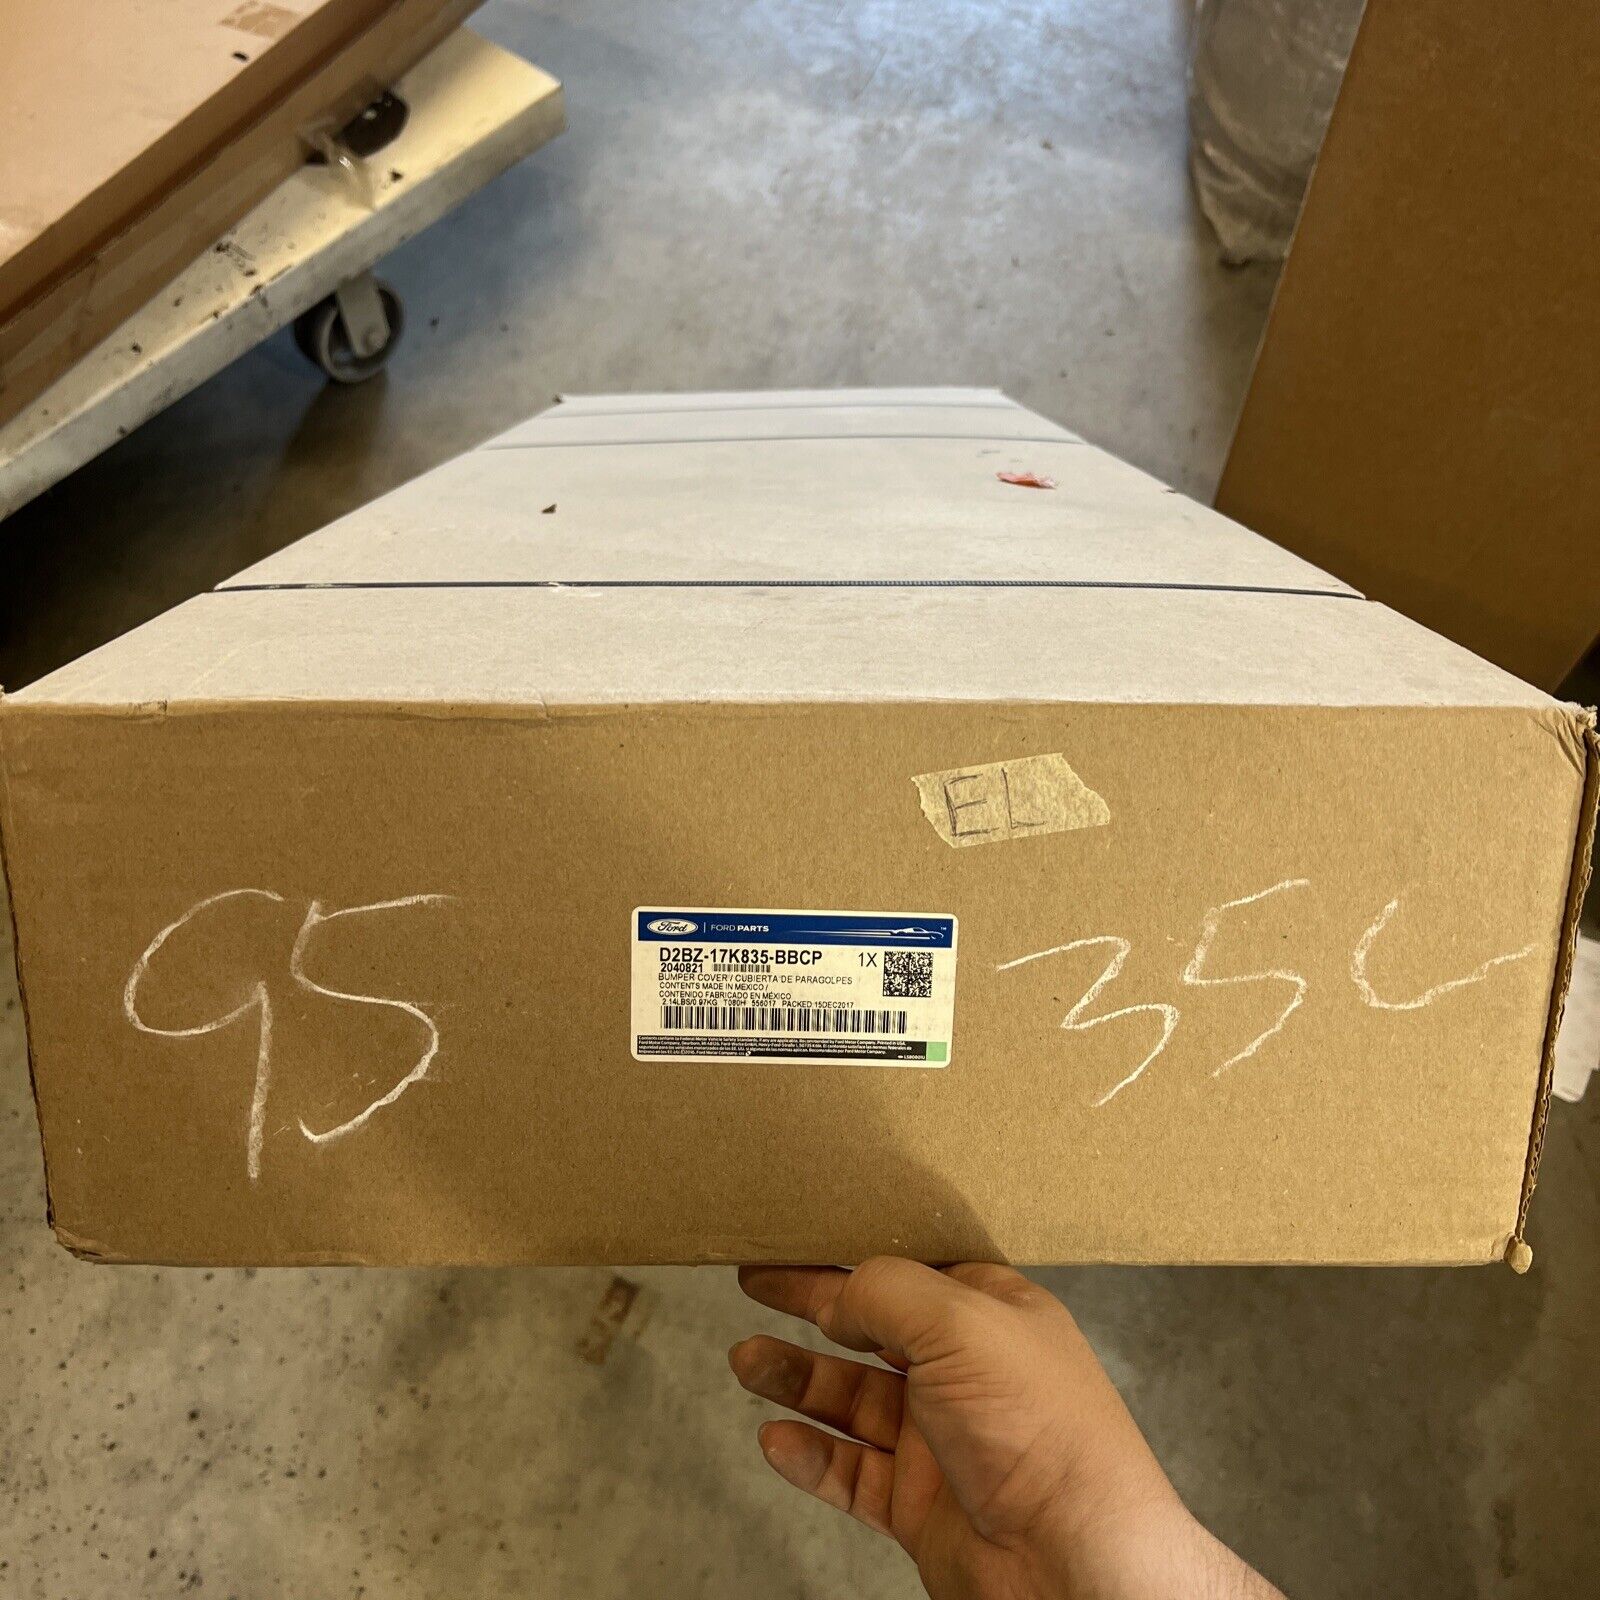 EL
95
356
Ford | FORD PARTS
D2BZ-17K835-BBCP 1X
2040821
BUMPER COVER / CUBIERTA DE PARAGOLPES
CONTENTS MADE IN MEXICO /
CONTENIDO FABRICADO EN MÉXICO
2.14LBS/0.97KG T080H 556017 PACKED:15DEC2017